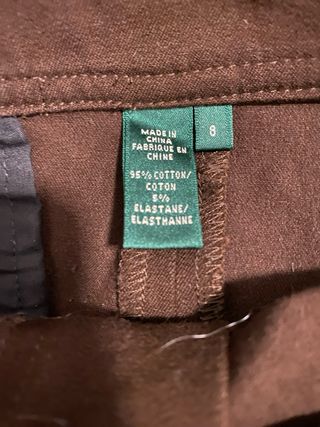 MADE IN
CHINA
FABRIQUE EN
CHINE
95% COTTON/
COTON
5%
ELASTANE/
ELASTHANNE
8